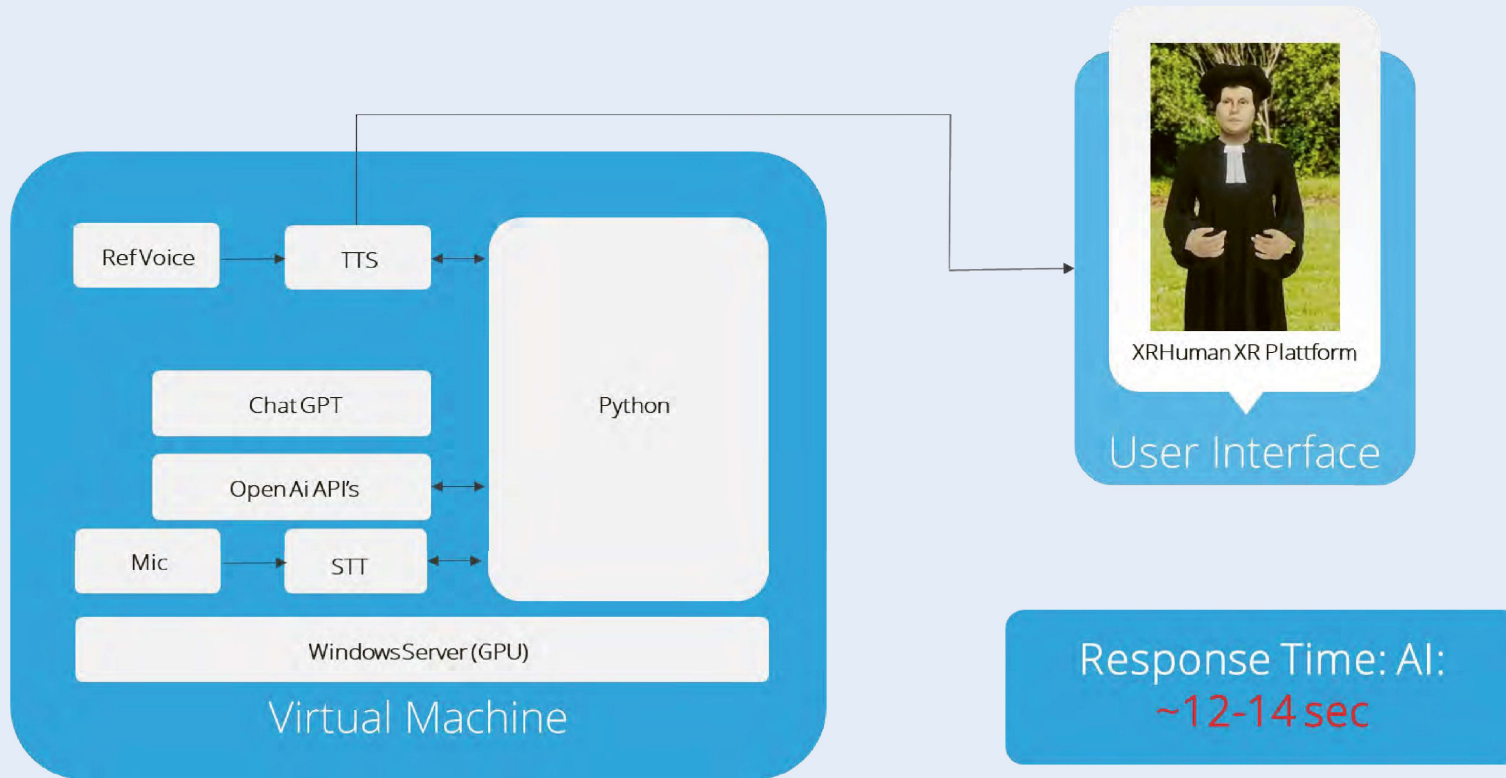 RefVoice
TTS
Chat GPT
Open Ai API's
Python
Mic
STT
Windows Server (GPU)
Virtual Machine
XRHuman XR Plattform
User Interface
Response Time: AI:
~12-14 sec